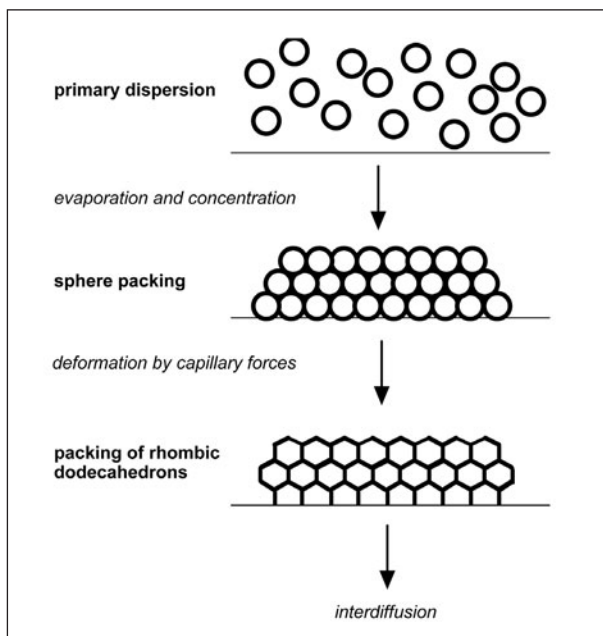 primary dispersion
evaporation and concentration
sphere packing
deformation by capillary forces
packing of rhombic
dodecahedrons
interdiffusion